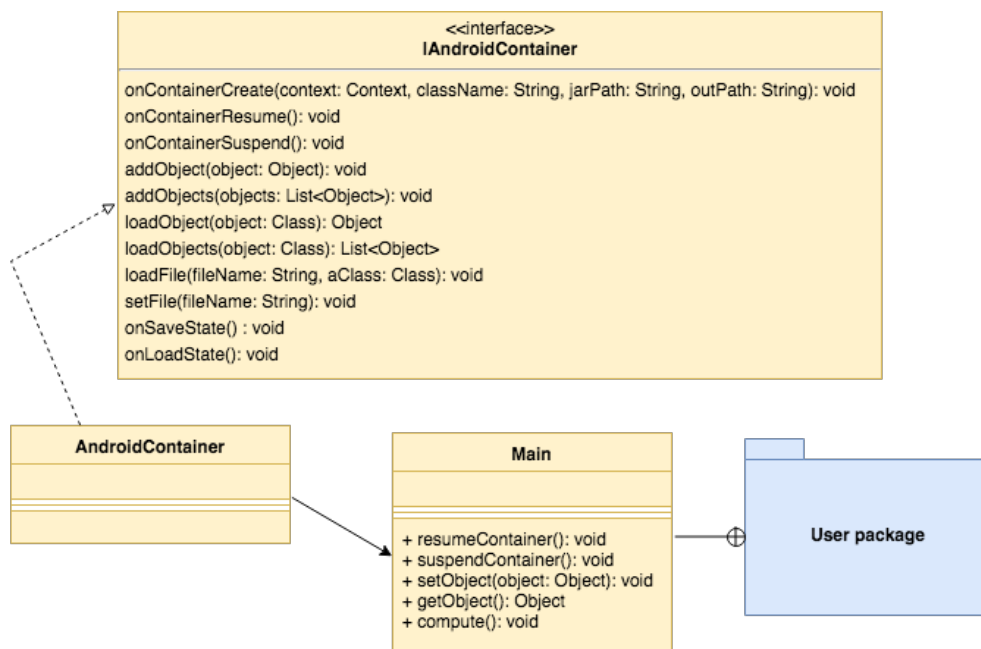 <<interface>>
IAndroidContainer
onContainerCreate(context: Context, className: String, jarPath: String, outPath: String): void
onContainerResume(): void
onContainerSuspend(): void
addObject(object: Object): void
addObjects(objects: List<Object>): void
loadObject(object: Class): Object
loadObjects(object: Class): List<Object>
loadFile(fileName: String, aClass: Class): void
setFile(fileName: String): void
onSaveState() : void
onLoadState(): void
AndroidContainer
Main
+ resumeContainer(): void
+ suspendContainer(): void
+ setObject(object: Object): void
+ getObject(): Object
+ compute(): void
User package